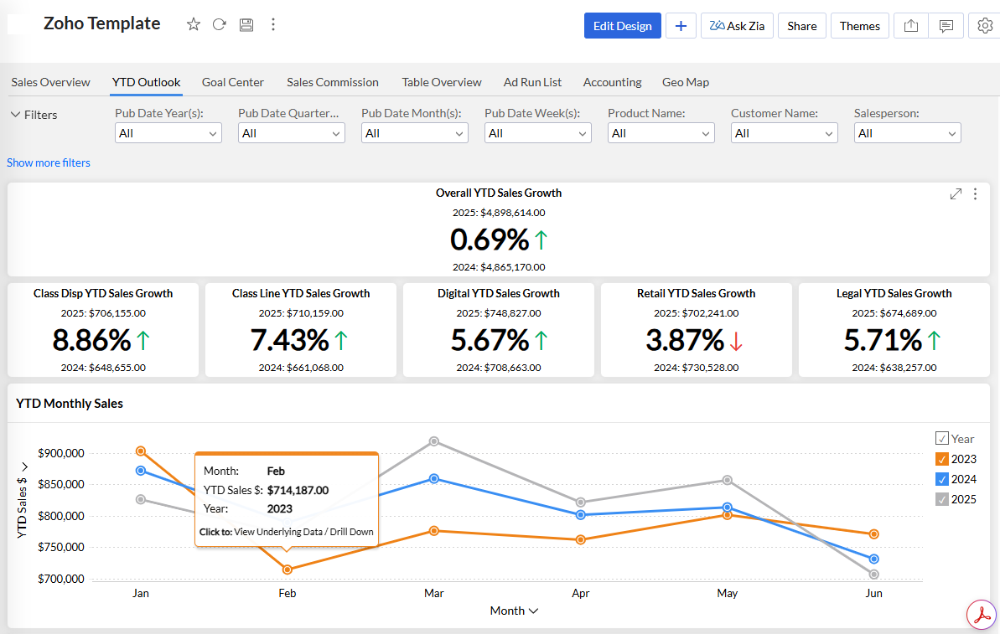 Zoho Template
Edit Design
+
Ask Zia
Share
Themes
Sales Overview YTD Outlook Goal Center Sales Commission Table Overview Ad Run List Accounting Geo Map
Filters
Pub Date Year(s): Pub Date Quarter... Pub Date Month(s): Pub Date Week(s): Product Name: Customer Name: Salesperson:
All All All All All All All
Show more filters
Overall YTD Sales Growth
2025: $4,898,614.00
0.69%↑
2024: $4,865,170.00
Class Disp YTD Sales Growth
2025: $706,155.00
8.86%↑
2024: $648,655.00
Class Line YTD Sales Growth
2025: $710,159.00
7.43%↑
2024: $661,068.00
Digital YTD Sales Growth
2025: $748,827.00
5.67%↑
2024: $708,663.00
Retail YTD Sales Growth
2025: $702,241.00
3.87%↓
2024: $730,528.00
Legal YTD Sales Growth
2025: $674,689.00
5.71%↑
2024: $638,257.00
YTD Monthly Sales
YTD Sales $
$900,000
$850,000
$800,000
$750,000
$700,000
Month: Feb
YTD Sales $: $714,187.00
Year: 2023
Click to: View Underlying Data / Drill Down
Jan Feb Mar Apr May Jun
Month
Year
2023
2024
2025